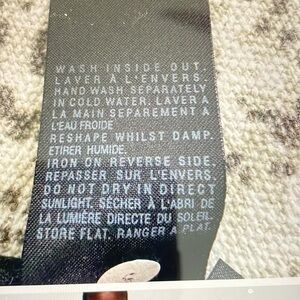 WASH INSIDE OUT.
LAVER À L'ENVERS.
HAND WASH SEPARATELY
IN COLD WATER. LAVER A
LA MAIN SEPAREMENT A
L'EAU FROIDE
RESHAPE WHILST DAMP.
ETIRER HUMIDE.
IRON ON REVERSE SIDE.
REPASSER SUR L'ENVERS.
DO NOT DRY IN DIRECT
SUNLIGHT. SÉCHER À L'ABRI DE
LA LUMIÈRE DIRECTE DU SOLEIL.
STORE FLAT. RANGER A PLAT.